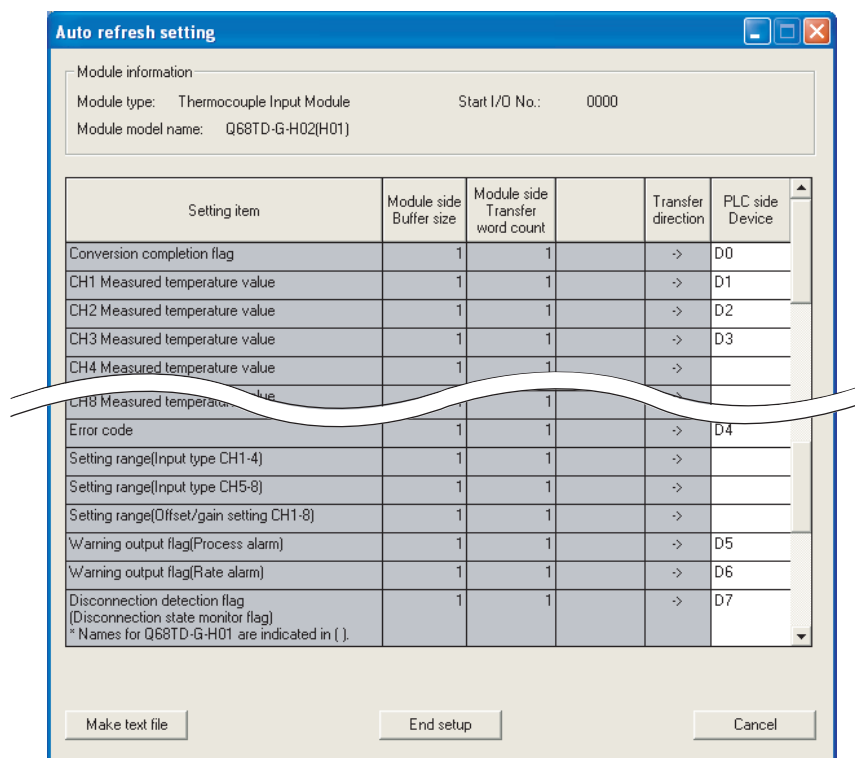 Auto refresh setting
Module information
Module type: Thermocouple Input Module Start I/O No.: 0000
Module model name: Q68TD-G-H02(H01)
Setting item Module side Buffer size Module side Transfer word count Transfer direction PLC side Device
Conversion completion flag 1 1 -> D0
CH1 Measured temperature value 1 1 -> D1
CH2 Measured temperature value 1 1 -> D2
CH3 Measured temperature value 1 1 -> D3
CH4 Measured temperature value 1 1 ->
CH8 Measured temperature value 1 1 ->
Error code 1 1 -> D4
Setting range(Input type CH1-4) 1 1 ->
Setting range(Input type CH5-8) 1 1 ->
Setting range(Offset/gain setting CH1-8) 1 1 ->
Warning output flag(Process alarm) 1 1 -> D5
Warning output flag(Rate alarm) 1 1 -> D6
Disconnection detection flag 1 1 -> D7
(Disconnection state monitor flag)
* Names for Q68TD-G-H01 are indicated in ( ).
Make text file End setup Cancel